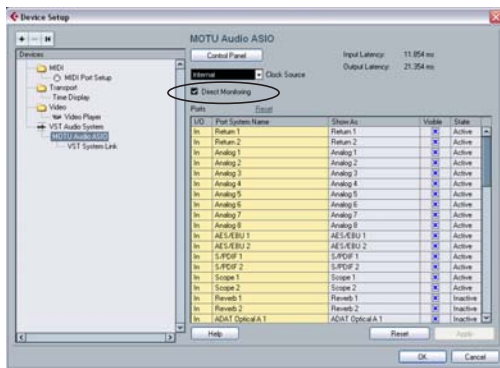 Device Setup
Devices
MIDI
MIDI Port Setup
Transport
Time Display
Video
Video Player
VST Audio System
MOTU Audio ASIO
VST System Link
MOTU Audio ASIO
Control Panel
Input Latency: 11.854 ms
Output Latency: 21.354 ms
Internal Clock Source
Direct Monitoring
Ports Reset
I/O Port System Name Show As Visible State
In Return 1 Return 1 Active
In Return 2 Return 2 Active
In Analog 1 Analog 1 Active
In Analog 2 Analog 2 Active
In Analog 3 Analog 3 Active
In Analog 4 Analog 4 Active
In Analog 5 Analog 5 Active
In Analog 6 Analog 6 Active
In Analog 7 Analog 7 Active
In Analog 8 Analog 8 Active
In AES/EBU 1 AES/EBU 1 Active
In AES/EBU 2 AES/EBU 2 Active
In S/PDIF 1 S/PDIF 1 Active
In S/PDIF 2 S/PDIF 2 Active
In Scope 1 Scope 1 Active
In Scope 2 Scope 2 Active
In Reverb 1 Reverb 1 Inactive
In Reverb 2 Reverb 2 Inactive
In ADAT Optical A 1 ADAT Optical A 1 Inactive
Help Reset Apply
OK Cancel